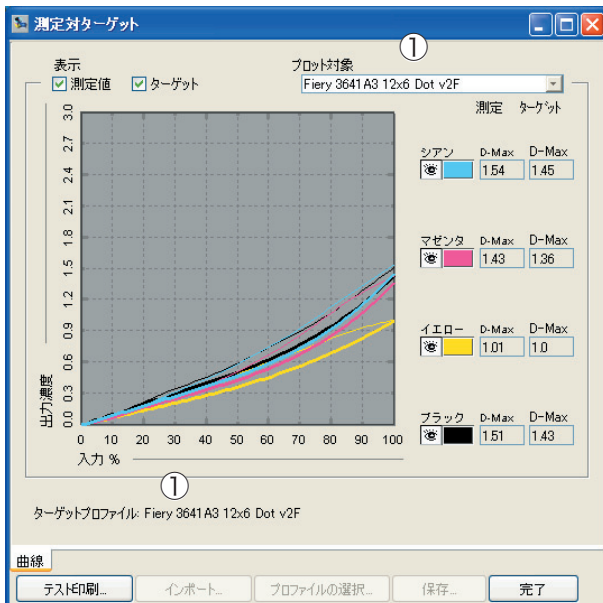 測定対ターゲット
①
表示
プロット対象
測定値 ターゲット
Fiery 3641A3 12x6 Dot v2F
測定 ターゲット
3.0
2.7
2.4
2.1
1.8
1.5
1.2
0.9
0.6
0.3
0.0
出力濃度
シアン D-Max D-Max
1.54 1.45
マゼンタ D-Max D-Max
1.43 1.36
イエロー D-Max D-Max
1.01 1.0
ブラック D-Max D-Max
1.51 1.43
0 10 20 30 40 50 60 70 80 90 100
入力 %
①
ターゲットプロファイル: Fiery 3641A3 12x6 Dot v2F
曲線
テスト印刷... インポート... プロファイルの選択... 保存... 完了